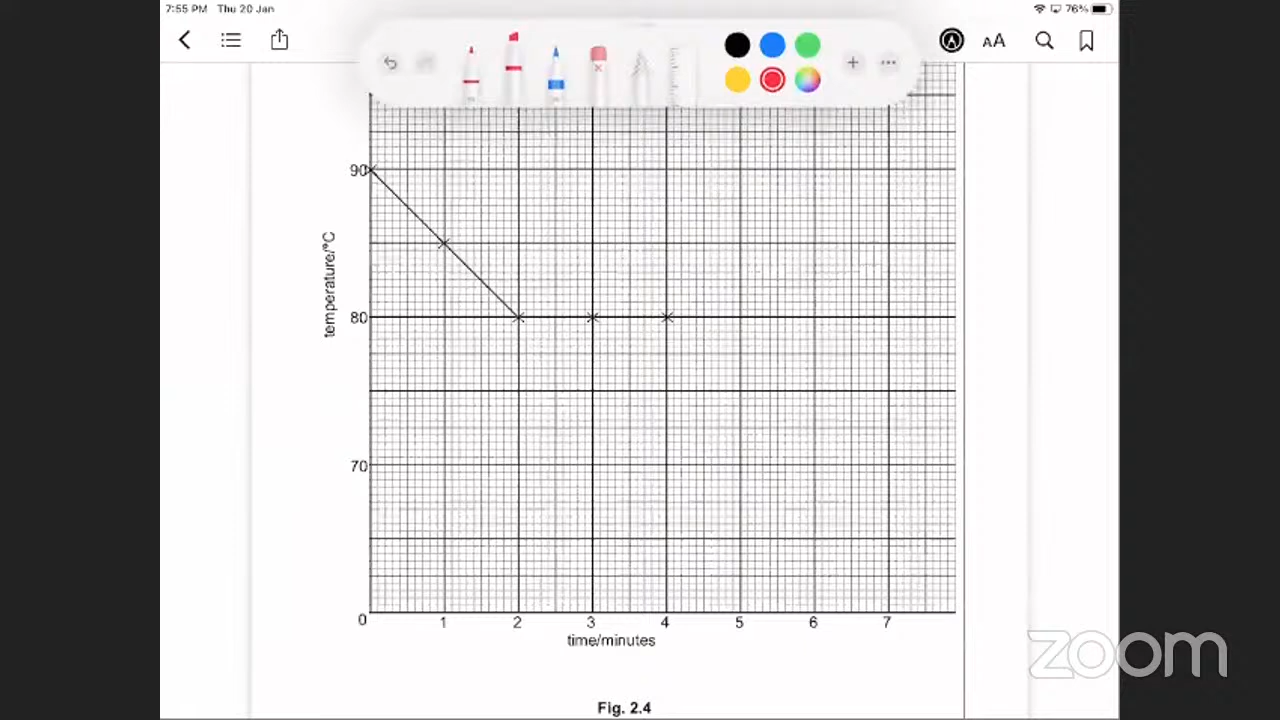 7:55 PM Thu 20 Jan
76%
AA
90
temperature/°C
80
70
0
1 2 3 4 5 6 7
time/minutes
Fig. 2.4
zoom